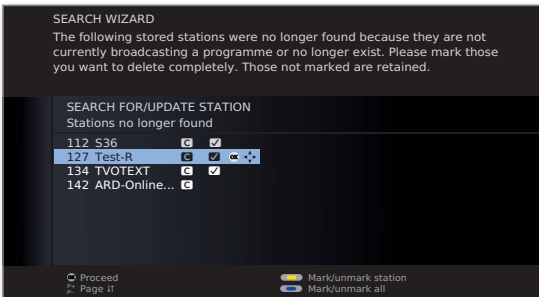 SEARCH WIZARD
The following stored stations were no longer found because they are not
currently broadcasting a programme or no longer exist. Please mark those
you want to delete completely. Those not marked are retained.
SEARCH FOR/UPDATE STATION
Stations no longer found
112 S36 C
127 Test-R C OK
134 TVOTEXT C
142 ARD-Online... C
OK Proceed
Mark/unmark station
P+ P- Page ↓↑
Mark/unmark all